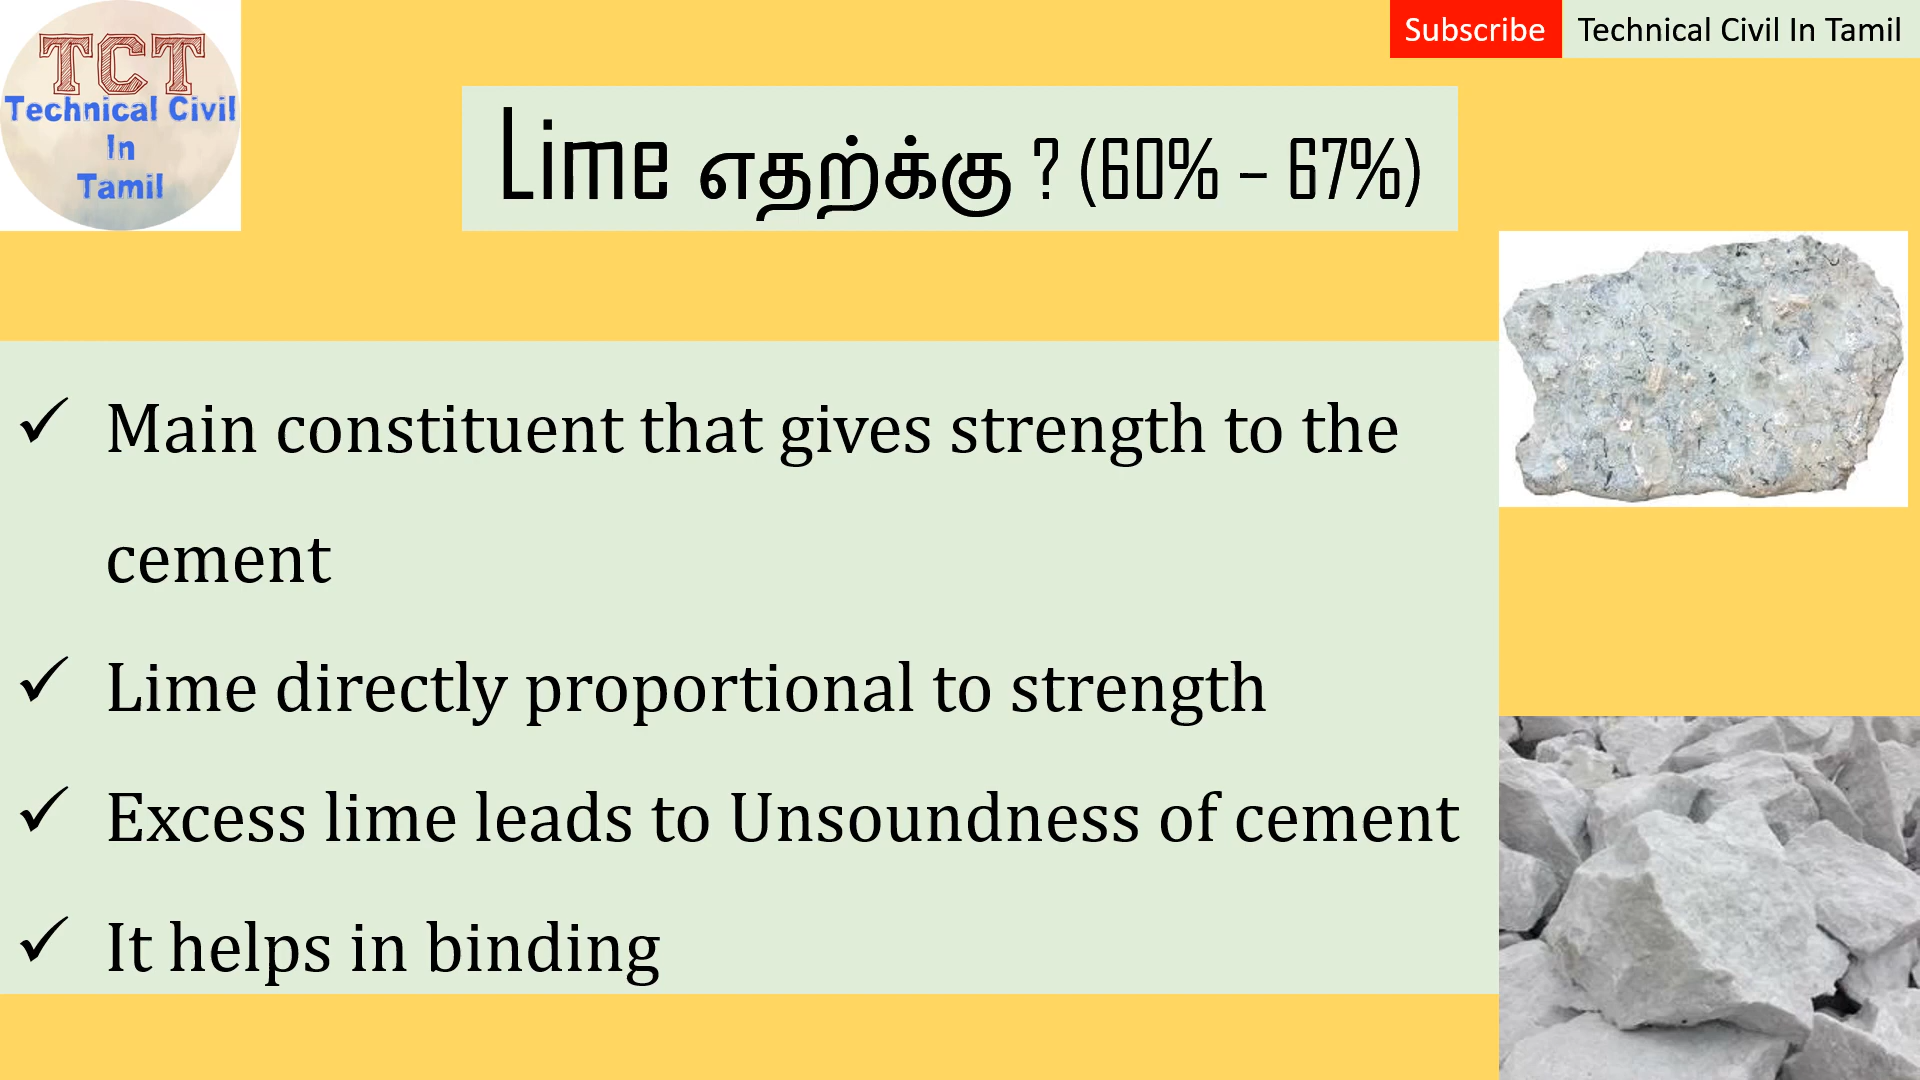 TCT
Technical Civil
In
Tamil
Subscribe Technical Civil In Tamil
Lime எதற்க்கு ? (60% – 67%)
✓ Main constituent that gives strength to the
cement
✓ Lime directly proportional to strength
✓ Excess lime leads to Unsoundness of cement
✓ It helps in binding